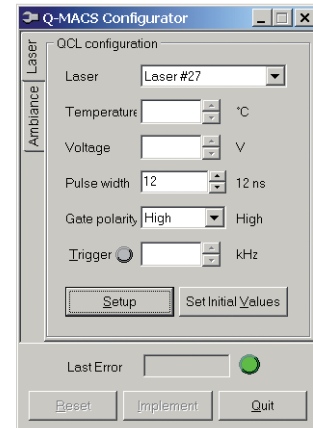 Q-MACS Configurator
Laser
Ambiance
QCL configuration
Laser Laser #27
Temperature °C
Voltage V
Pulse width 12 12 ns
Gate polarity High High
Trigger kHz
Setup Set Initial Values
Last Error
Reset Implement Quit